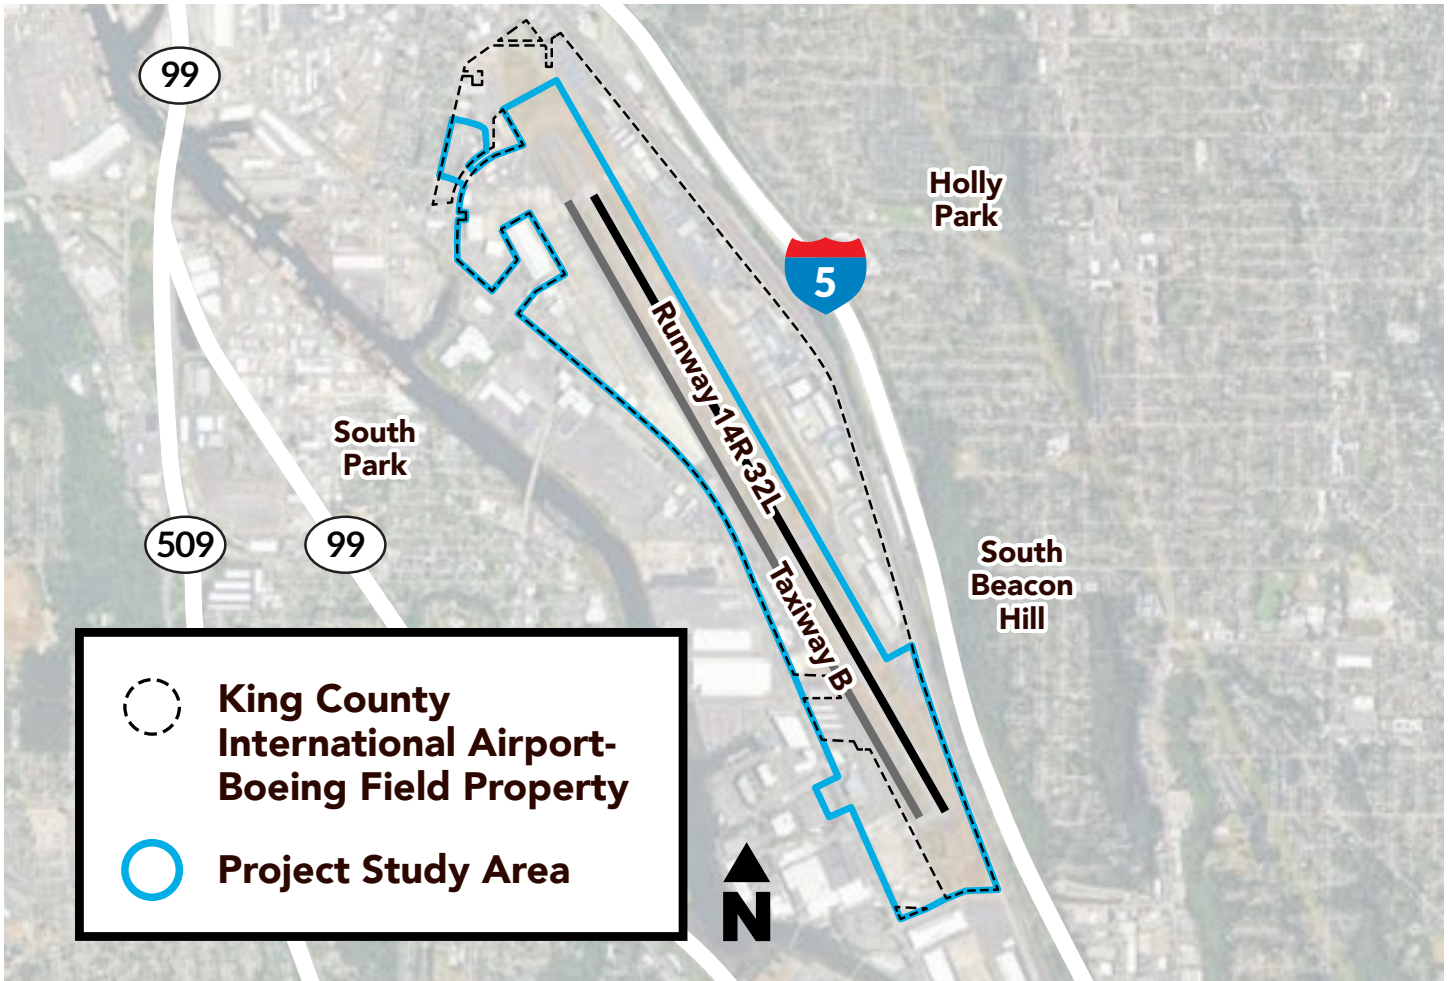 99
Holly
Park
5
Runway 14R-32L
South
Park
509
99
South
Beacon
Hill
Taxiway B
King County
International Airport-
Boeing Field Property
Project Study Area
N